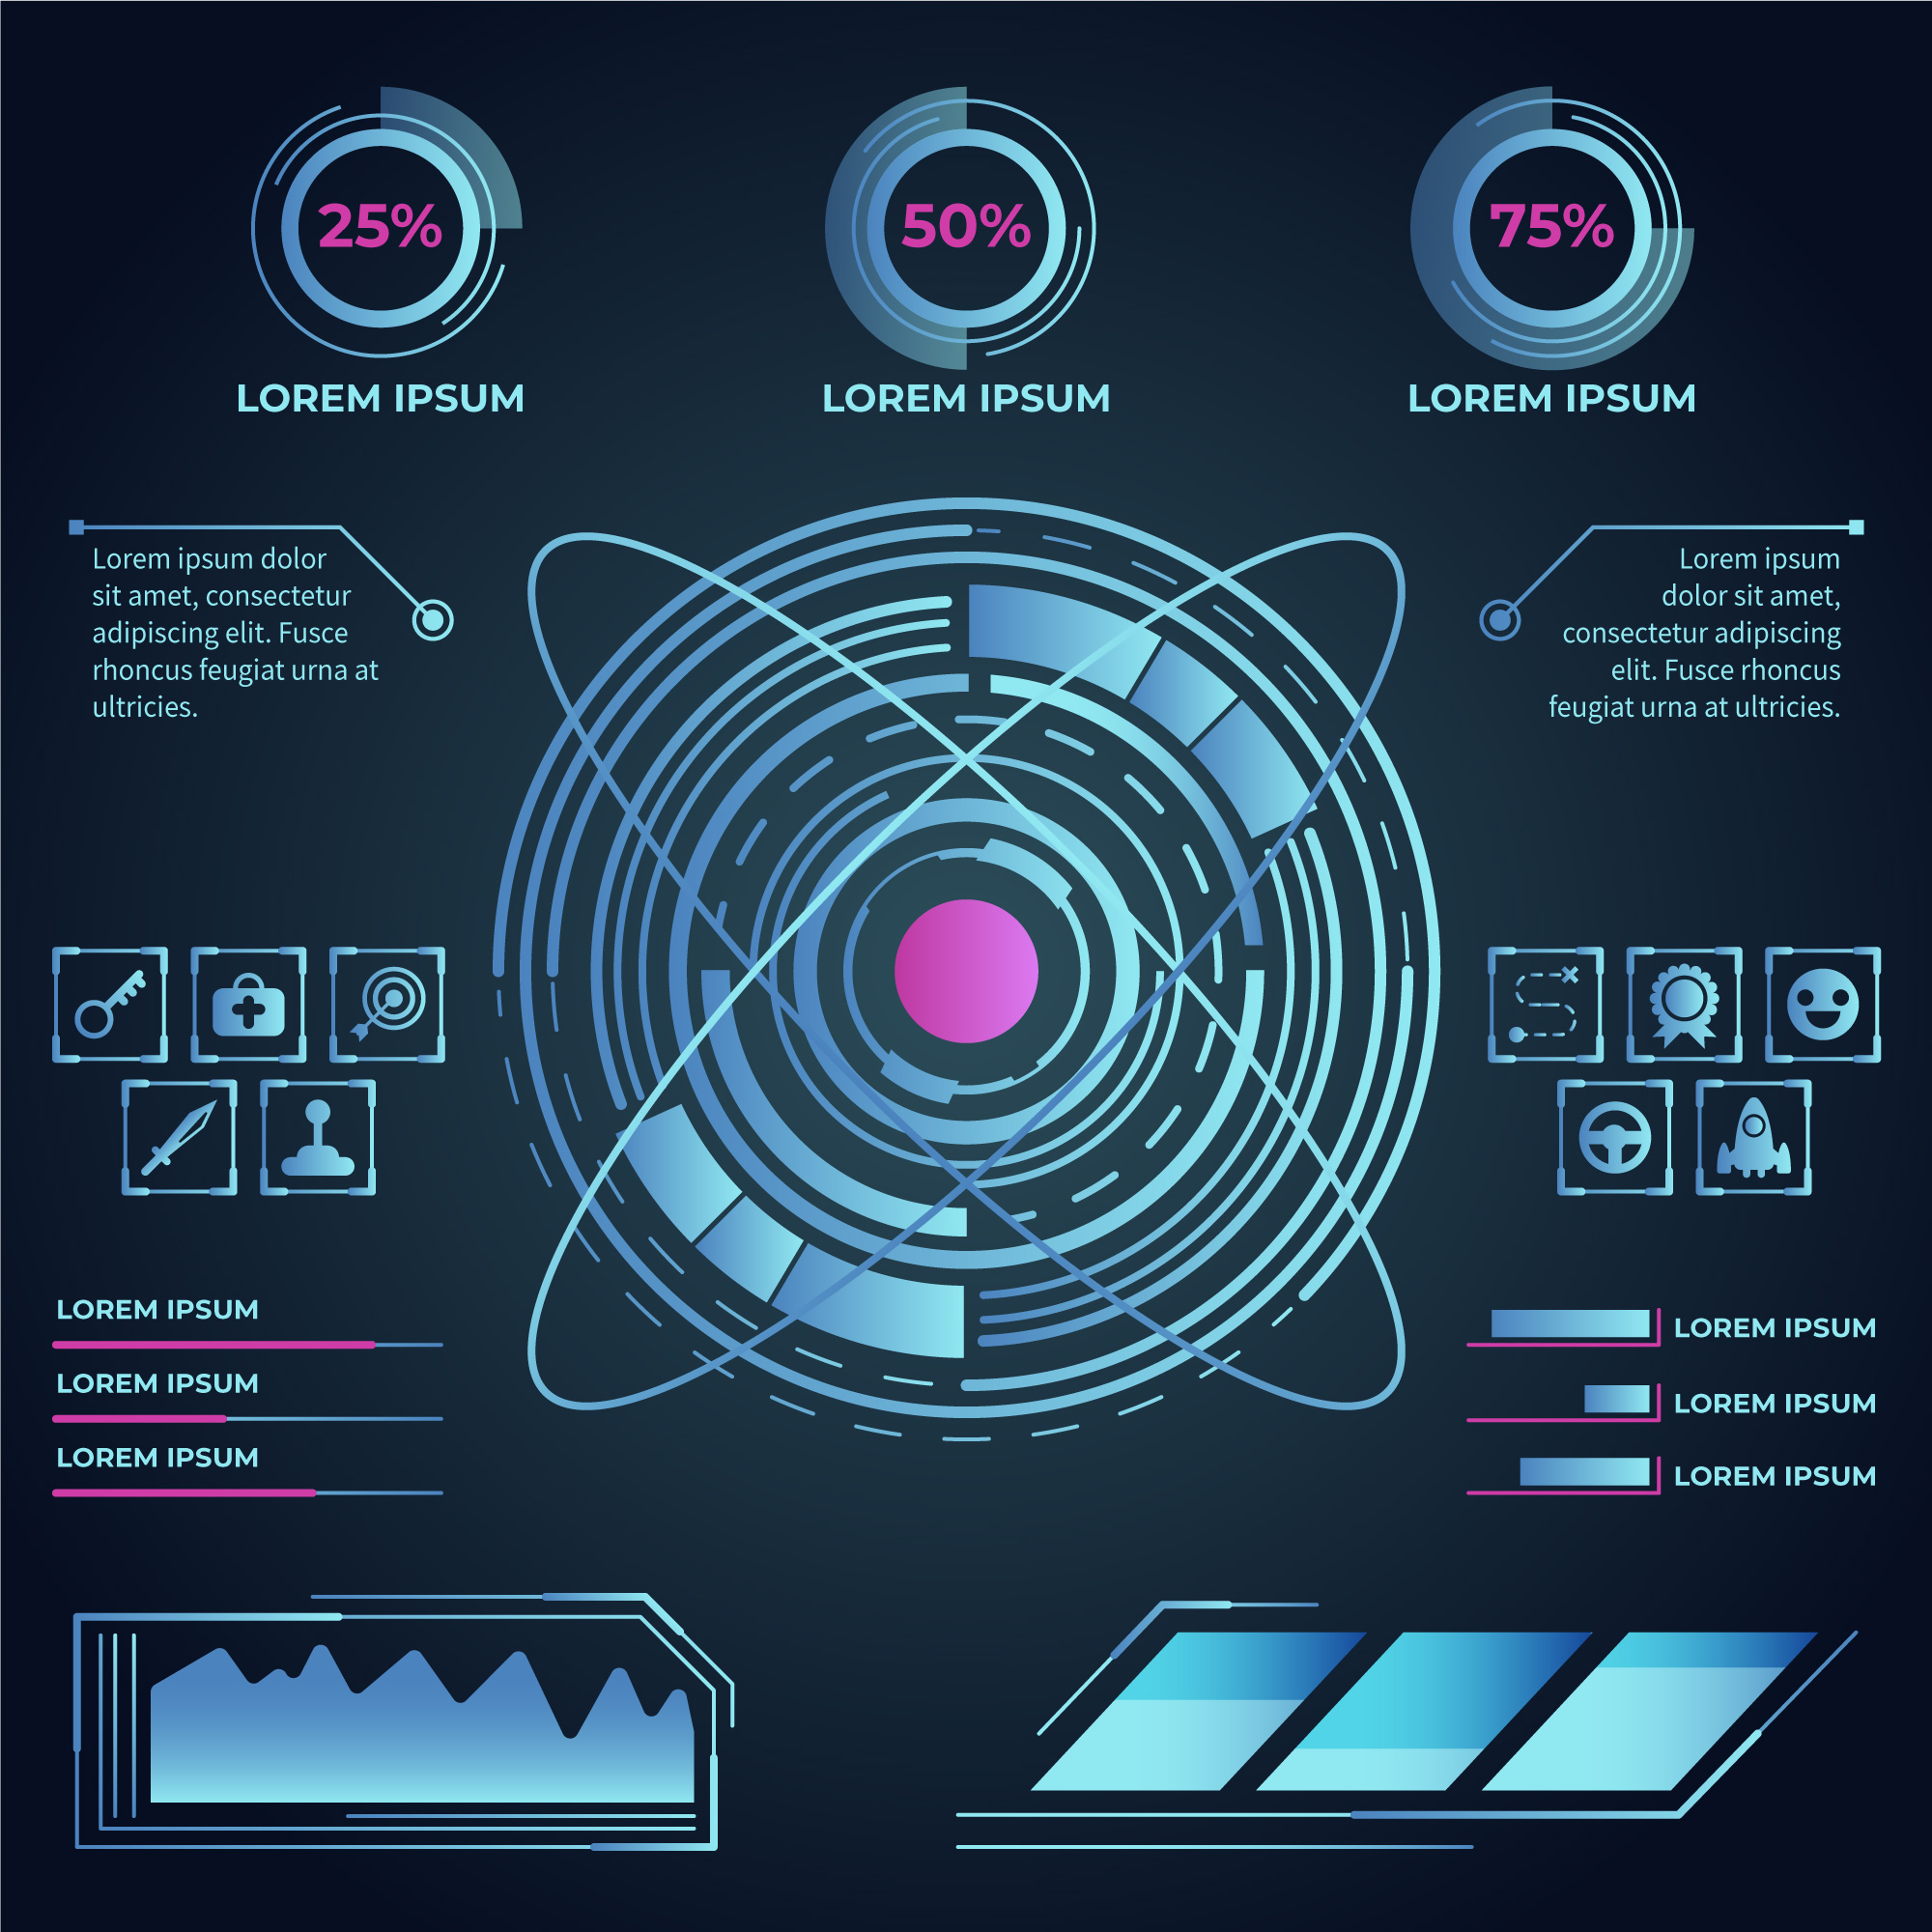 25%
50%
75%
LOREM IPSUM
LOREM IPSUM
LOREM IPSUM
Lorem ipsum dolor
sit amet, consectetur
adipiscing elit. Fusce
rhoncus feugiat urna at
ultricies.
Lorem ipsum
dolor sit amet,
consectetur adipiscing
elit. Fusce rhoncus
feugiat urna at ultricies.
LOREM IPSUM
LOREM IPSUM
LOREM IPSUM
LOREM IPSUM
LOREM IPSUM
LOREM IPSUM